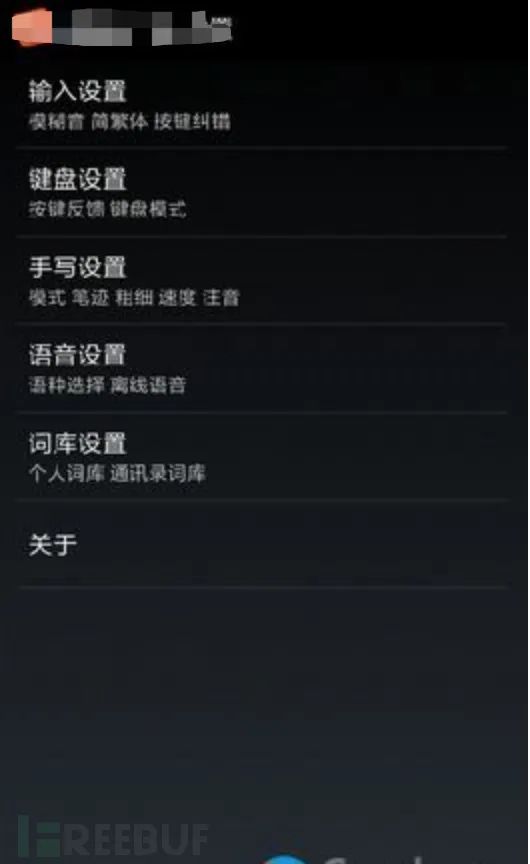 输入设置
模糊音 简繁体 按键纠错
键盘设置
按键反馈 键盘模式
手写设置
模式 笔迹 粗细 速度 注音
语音设置
语种选择 离线语音
词库设置
个人词库 通讯录词库
关于
FREEBUF